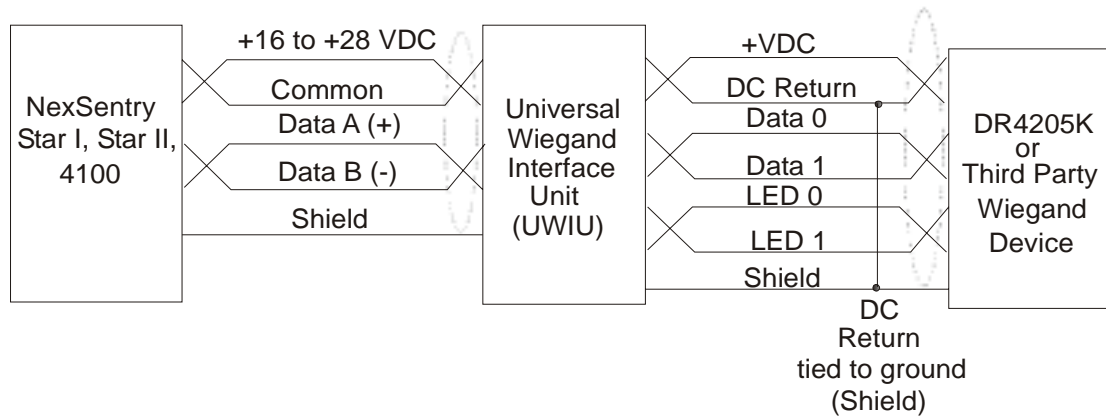 NexSentry
Star I, Star II,
4100
+16 to +28 VDC
Common
Data A (+)
Data B (-)
Shield
Universal
Wiegand
Interface
Unit
(UWIU)
+VDC
DC Return
Data 0
Data 1
LED 0
LED 1
Shield
DC
Return
tied to ground
(Shield)
DR4205K
or
Third Party
Wiegand
Device